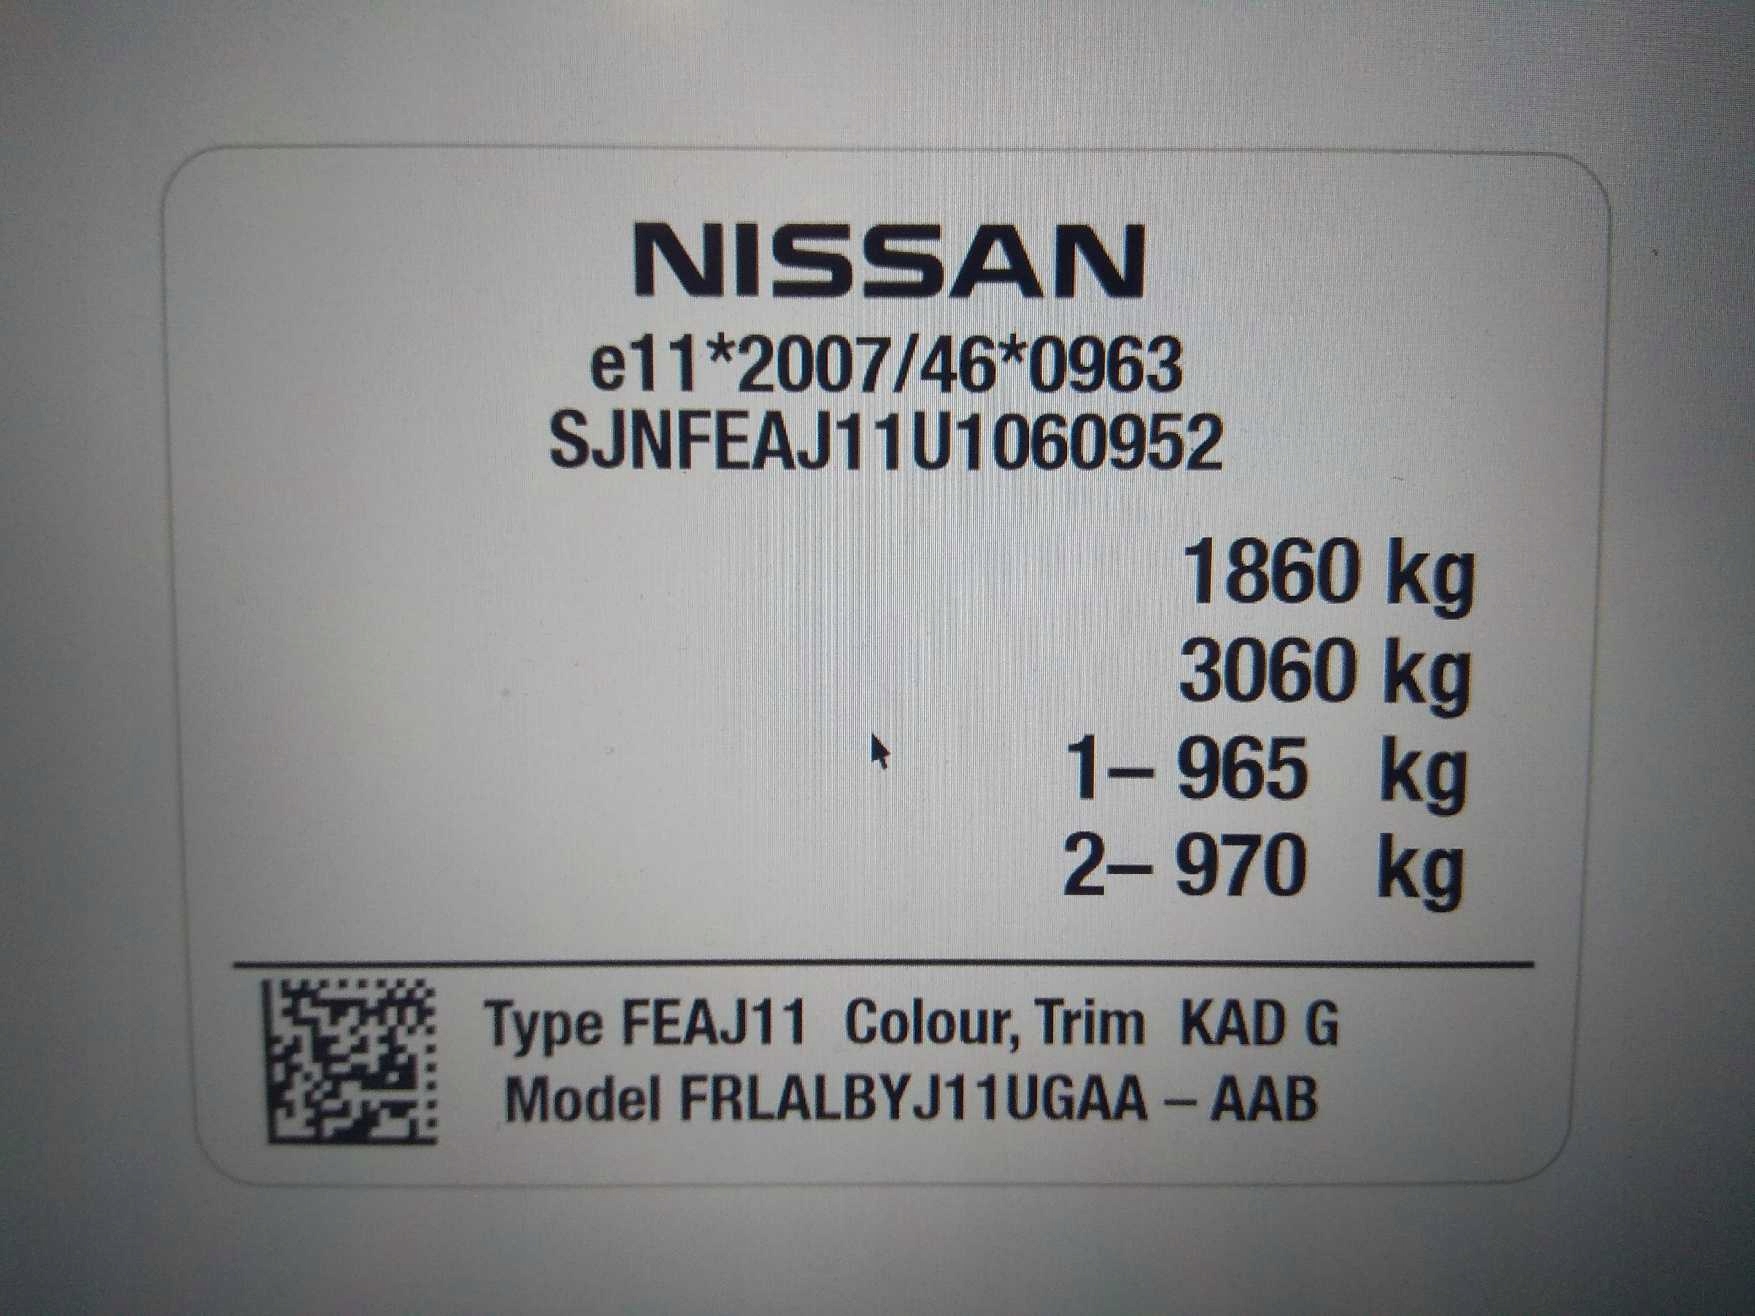 NISSAN
e11*2007/46*0963
SJNFEAJ11U1060952
1860 kg
3060 kg
1– 965 kg
2– 970 kg
Type FEAJ11 Colour, Trim KAD G
Model FRLALBYJ11UGAA – AAB